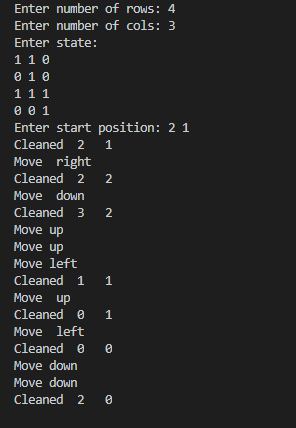 Enter number of rows: 4
Enter number of cols: 3
Enter state:
1 1 0
0 1 0
1 1 1
0 0 1
Enter start position: 2 1
Cleaned  2   1
Move  right
Cleaned  2   2
Move  down
Cleaned  3   2
Move up
Move up
Move left
Cleaned  1   1
Move  up
Cleaned  0   1
Move  left
Cleaned  0   0
Move down
Move down
Cleaned  2   0